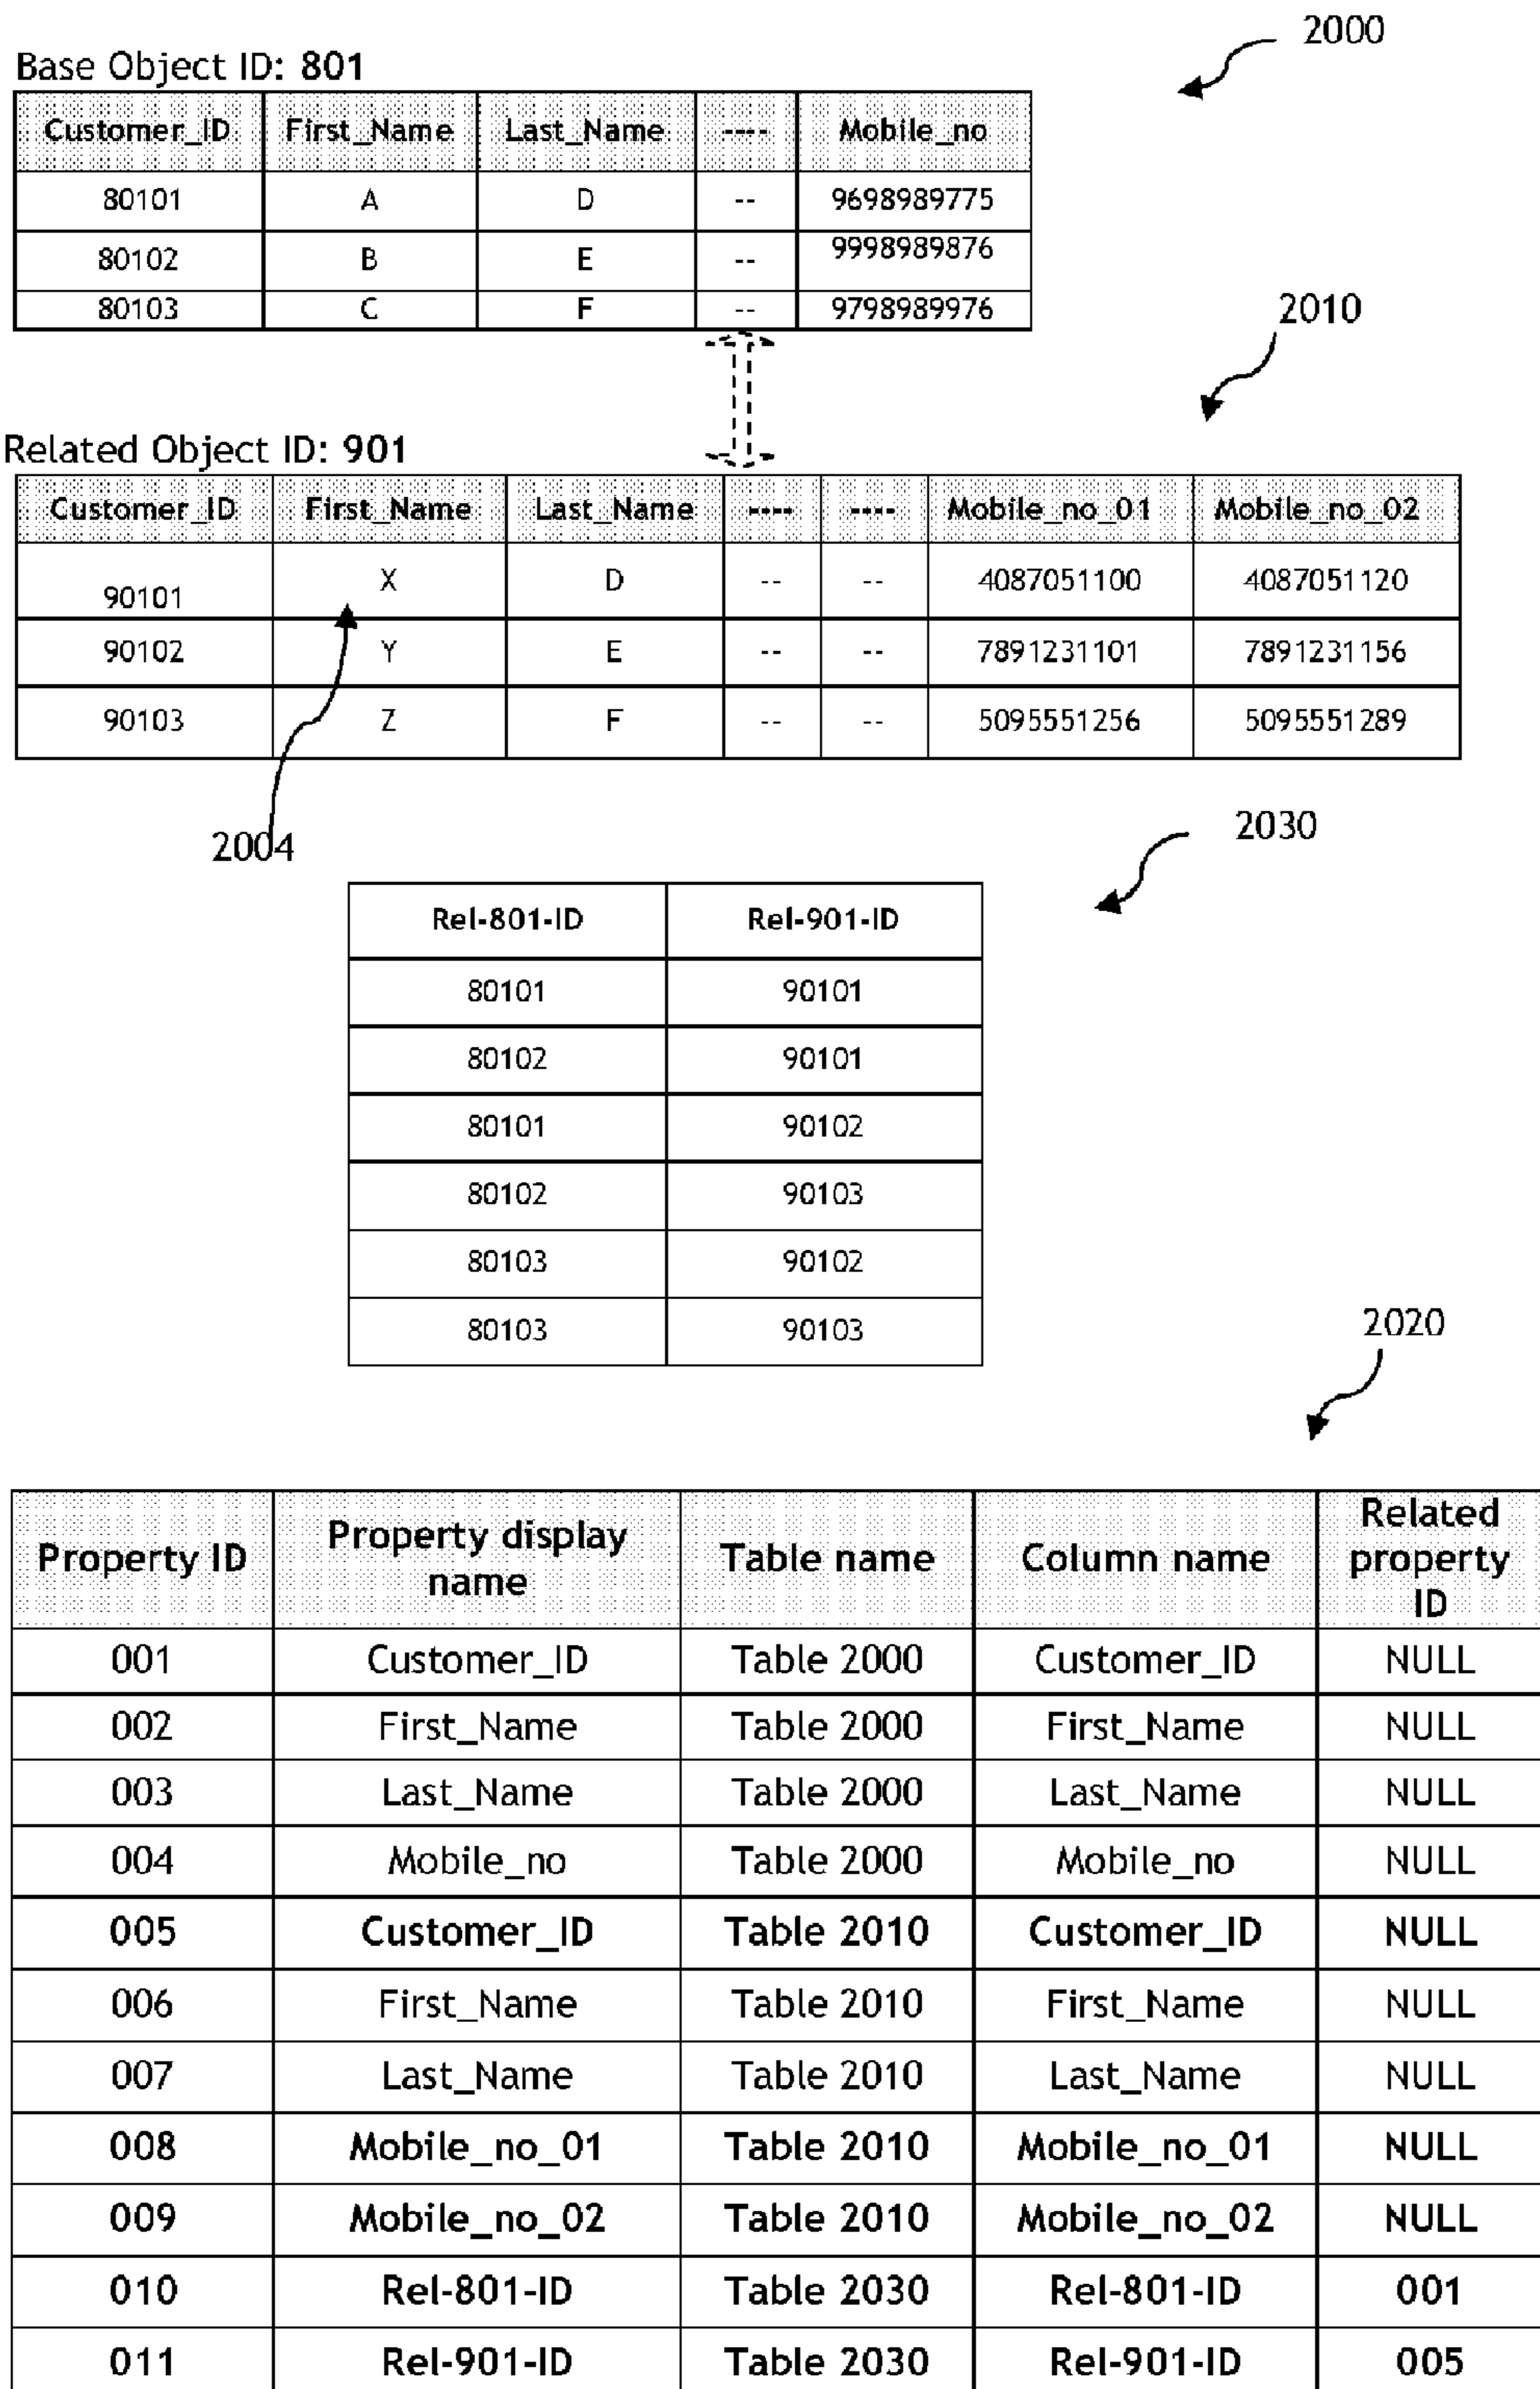 2000
Base Object ID: 801
Customer_ID First_Name Last_Name ---- Mobile_no
80101 A D -- 9698989775
80102 B E -- 9998989876
80103 C F -- 9798989976
2010
Related Object ID: 901
Customer_ID First_Name Last_Name ---- ---- Mobile_no_01 Mobile_no_02
90101 X D -- -- 4087051100 4087051120
90102 Y E -- -- 7891231101 7891231156
90103 Z F -- -- 5095551256 5095551289
2004
2030
Rel-801-ID Rel-901-ID
80101 90101
80102 90101
80101 90102
80102 90103
80103 90102
80103 90103
2020
Property ID Property display name Table name Column name Related property ID
001 Customer_ID Table 2000 Customer_ID NULL
002 First_Name Table 2000 First_Name NULL
003 Last_Name Table 2000 Last_Name NULL
004 Mobile_no Table 2000 Mobile_no NULL
005 Customer_ID Table 2010 Customer_ID NULL
006 First_Name Table 2010 First_Name NULL
007 Last_Name Table 2010 Last_Name NULL
008 Mobile_no_01 Table 2010 Mobile_no_01 NULL
009 Mobile_no_02 Table 2010 Mobile_no_02 NULL
010 Rel-801-ID Table 2030 Rel-801-ID 001
011 Rel-901-ID Table 2030 Rel-901-ID 005